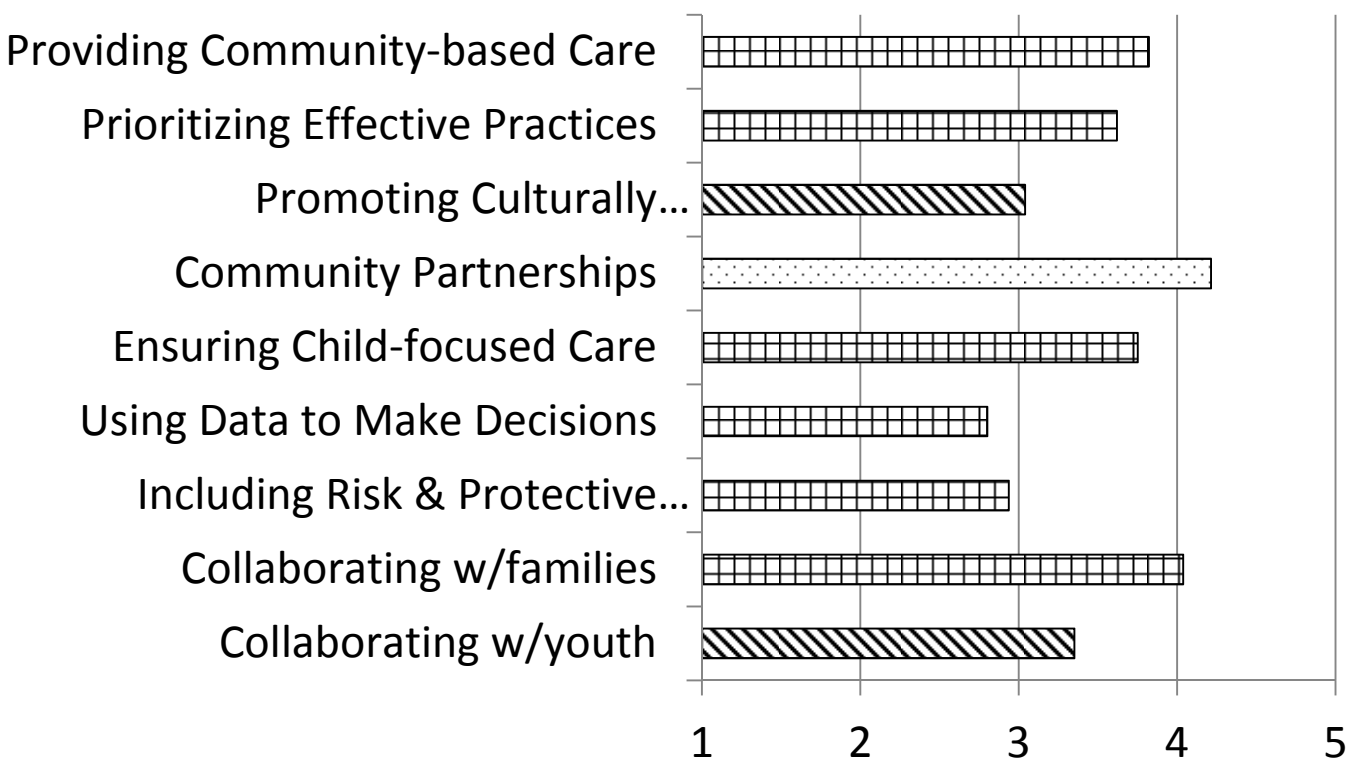 Providing Community-based Care
Prioritizing Effective Practices
Promoting Culturally…
Community Partnerships
Ensuring Child-focused Care
Using Data to Make Decisions
Including Risk & Protective…
Collaborating w/families
Collaborating w/youth
1 2 3 4 5